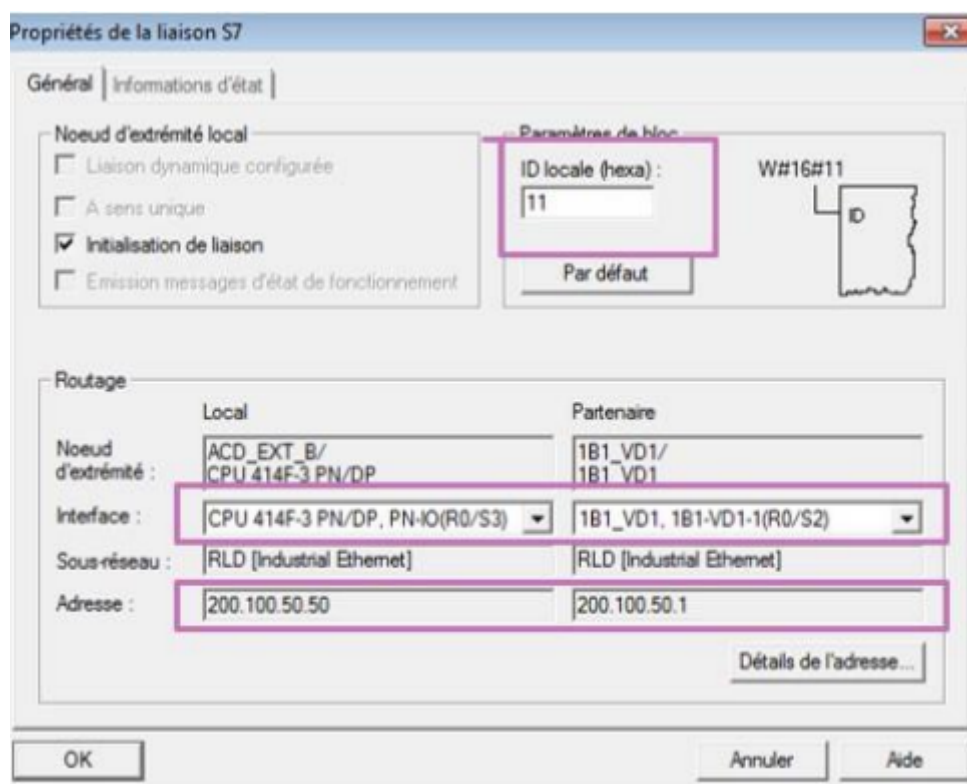 Propriétés de la liaison S7
Général
Informations d'état
Noeud d'extrémité local
Liaison dynamique configurée
A sens unique
Initialisation de liaison
Emission messages d'état de fonctionnement
Paramètres de bloc
ID locale (hexa) :
11
Par défaut
W#16#11
ID
Routage
Local Partenaire
Noeud d'extrémité :
ACD_EXT_B/
CPU 414F-3 PN/DP
1B1_VD1/
1B1_VD1
Interface : CPU 414F-3 PN/DP, PN-IO(R0/S3) 1B1_VD1, 1B1-VD1-1(R0/S2)
Sous-réseau : RLD [Industrial Ethernet] RLD [Industrial Ethernet]
Adresse : 200.100.50.50 200.100.50.1
Détails de l'adresse...
OK Annuler Aide